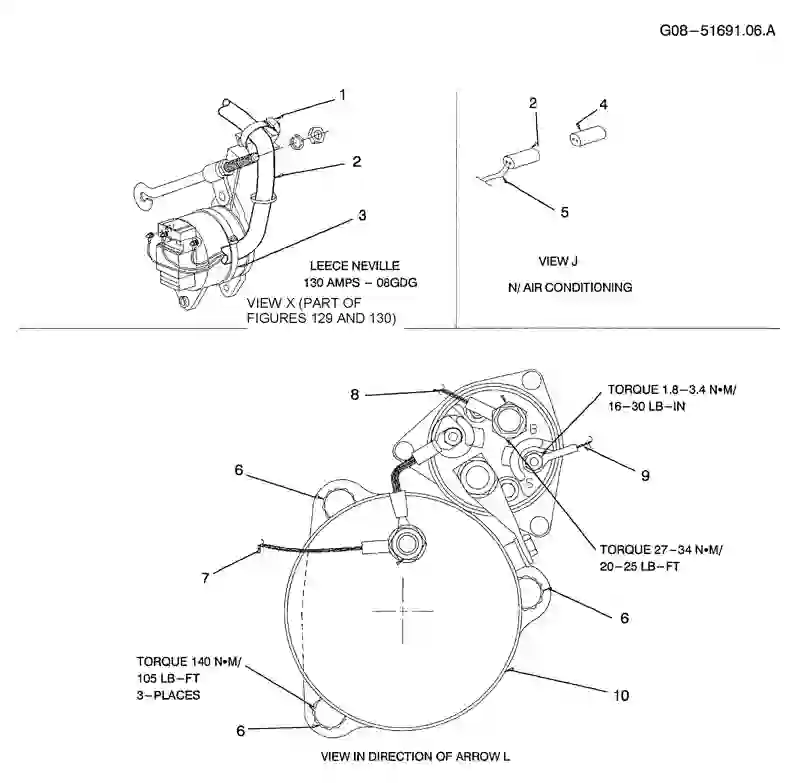 G08-51691.06.A
1
2
3
LEECE NEVILLE
130 AMPS - 08GDG
VIEW X (PART OF
FIGURES 129 AND 130)
2
4
5
VIEW J
N/ AIR CONDITIONING
8
TORQUE 1.8-3.4 N•M/
16-30 LB-IN
B
S
9
6
7
TORQUE 27-34 N•M/
20-25 LB-FT
6
TORQUE 140 N•M/
105 LB-FT
3-PLACES
10
6
VIEW IN DIRECTION OF ARROW L